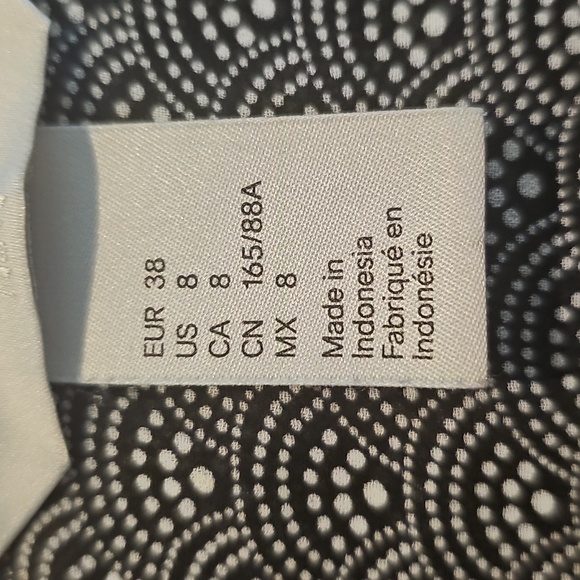 EUR 38
US 8
CA 8
CN 165/88A
MX 8
Made in
Indonesia
Fabriqué en
Indonésie